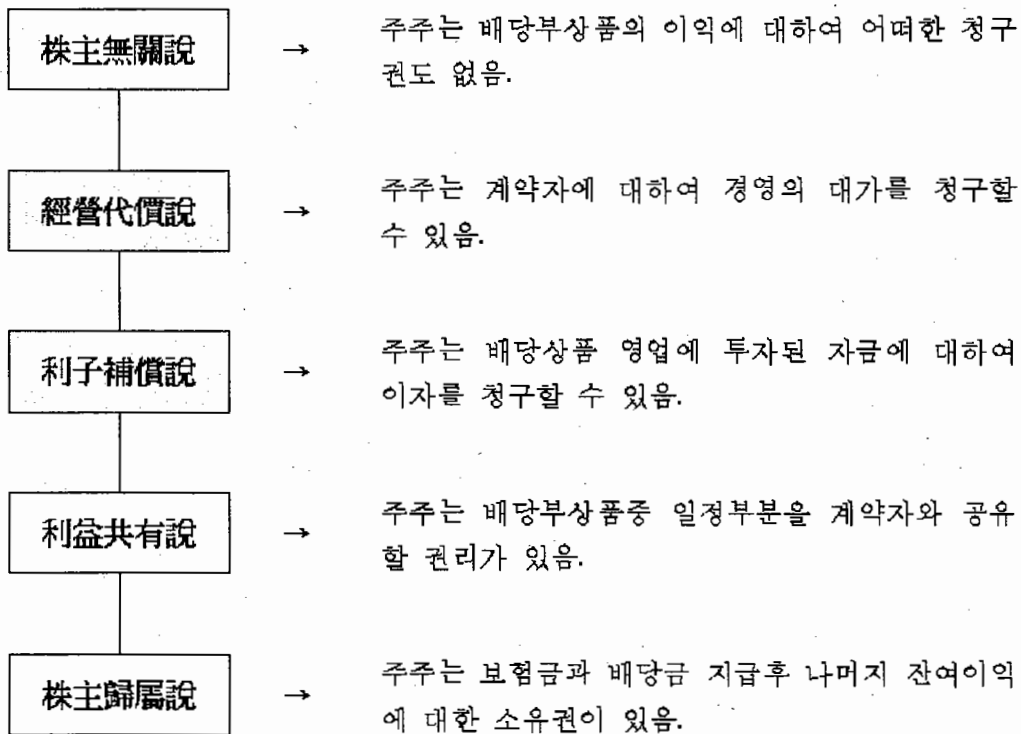 株主無關說
→
주주는 배당부상품의 이익에 대하여 어떠한 청구
권도 없음.
經營代價說
→
주주는 계약자에 대하여 경영의 대가를 청구할
수 있음.
利子補償說
→
주주는 배당상품 영업에 투자된 자금에 대하여
이자를 청구할 수 있음.
利益共有說
→
주주는 배당부상품중 일정부분을 계약자와 공유
할 권리가 있음.
株主歸屬說
→
주주는 보험금과 배당금 지급후 나머지 잔여이익
에 대한 소유권이 있음.